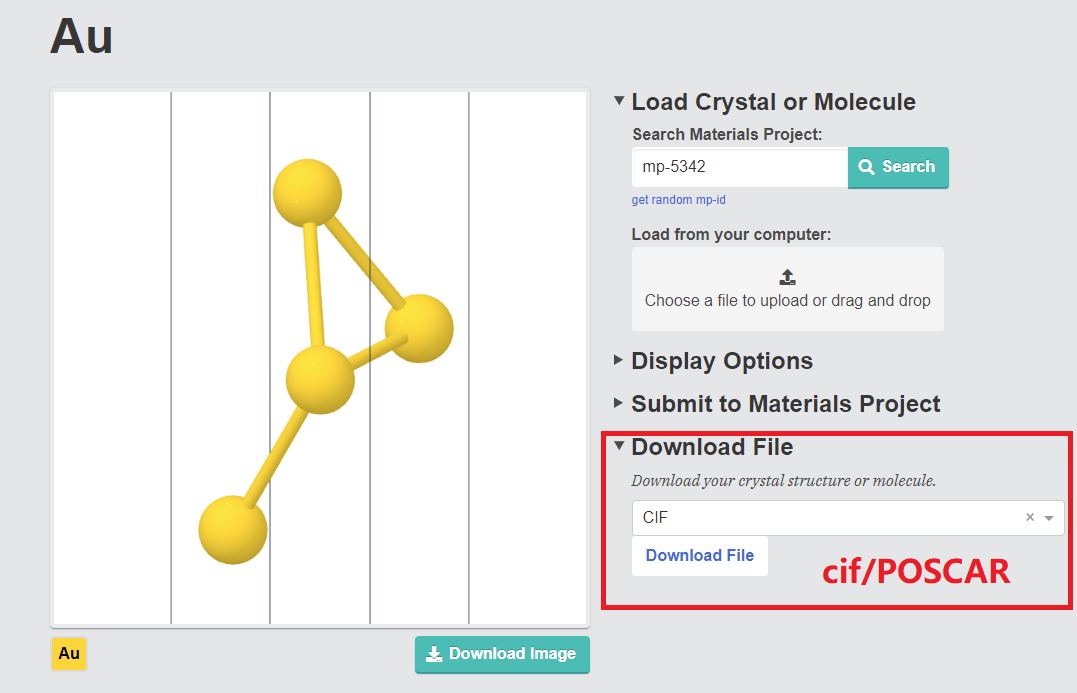 Au
Load Crystal or Molecule
Search Materials Project:
mp-5342
Search
get random mp-id
Load from your computer:
Choose a file to upload or drag and drop
Display Options
Submit to Materials Project
Download File
Download your crystal structure or molecule.
CIF
Download File
cif/POSCAR
Au
Download Image